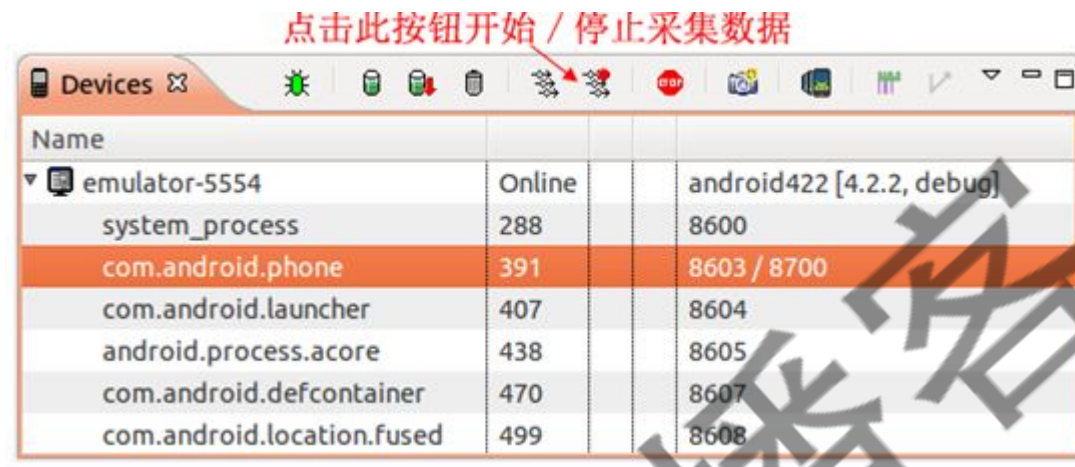 点击此按钮开始 / 停止采集数据
Devices
STOP
Name
emulator-5554 Online android422 [4.2.2, debug]
system_process 288 8600
com.android.phone 391 8603 / 8700
com.android.launcher 407 8604
android.process.acore 438 8605
com.android.defcontainer 470 8607
com.android.location.fused 499 8608
客